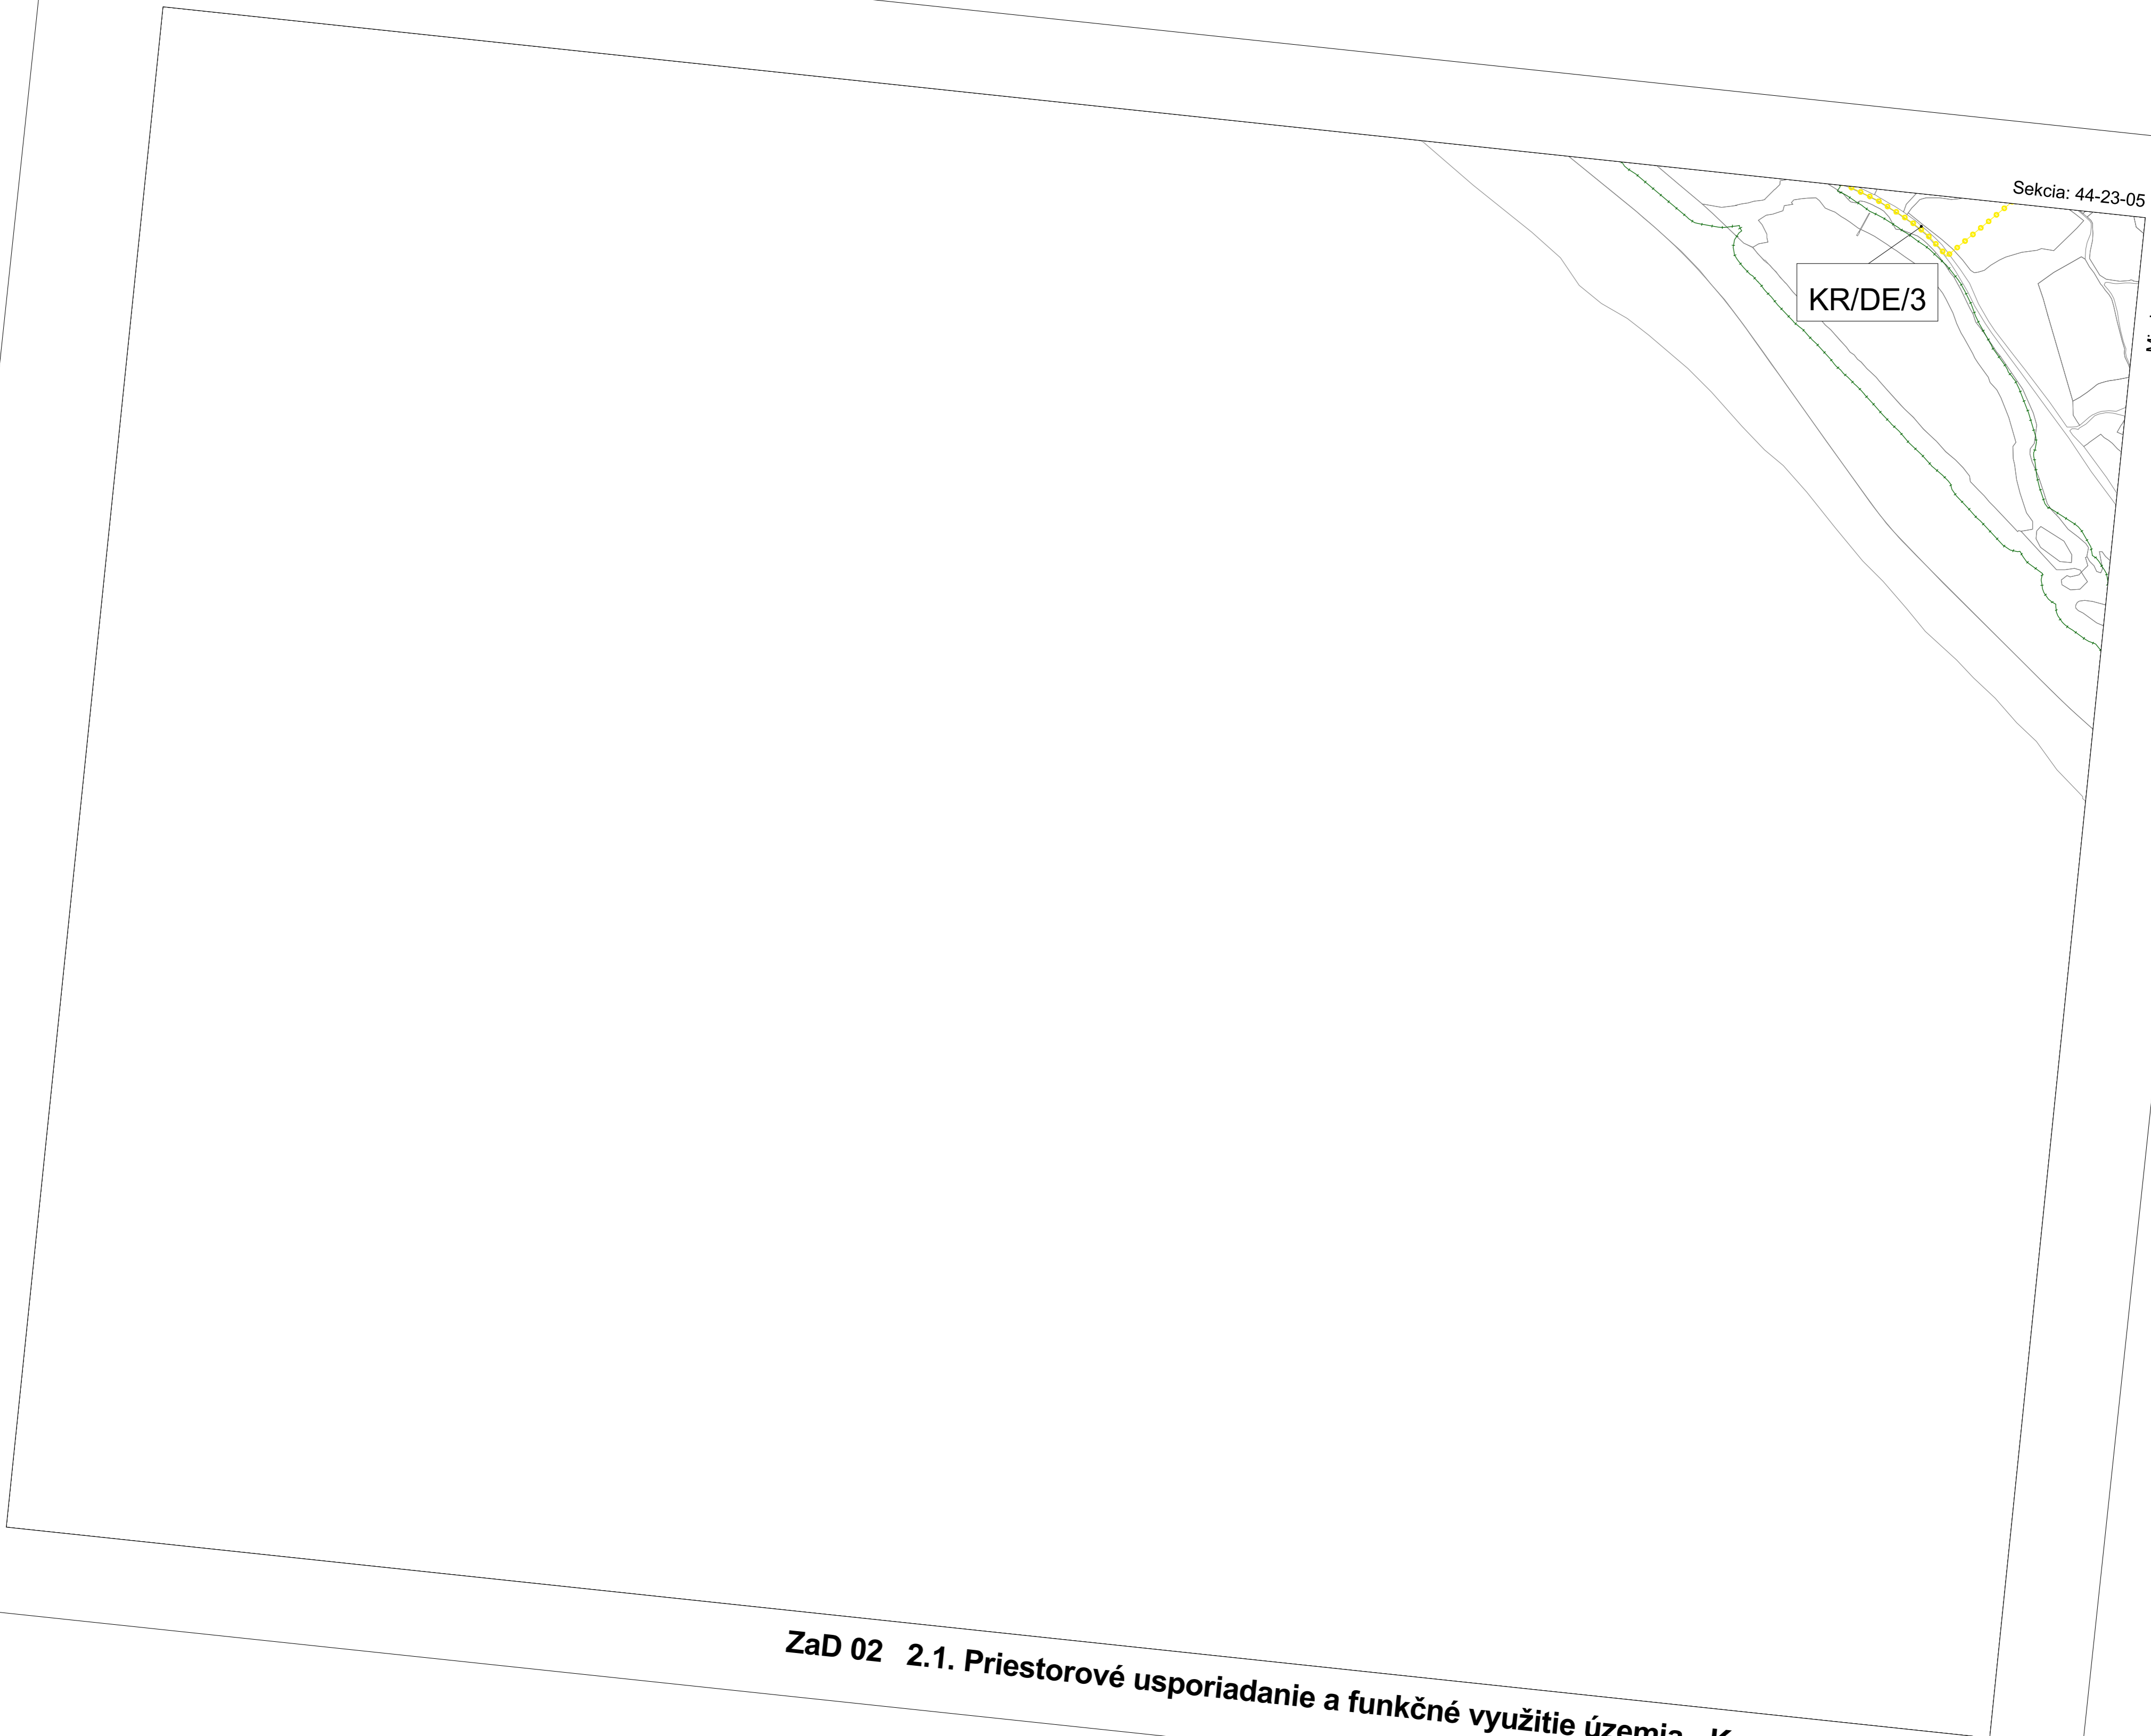 Sekcia: 44-23-05
KR/DE/3
ZaD 02 2.1. Priestorové usporiadanie a funkčné využitie územia